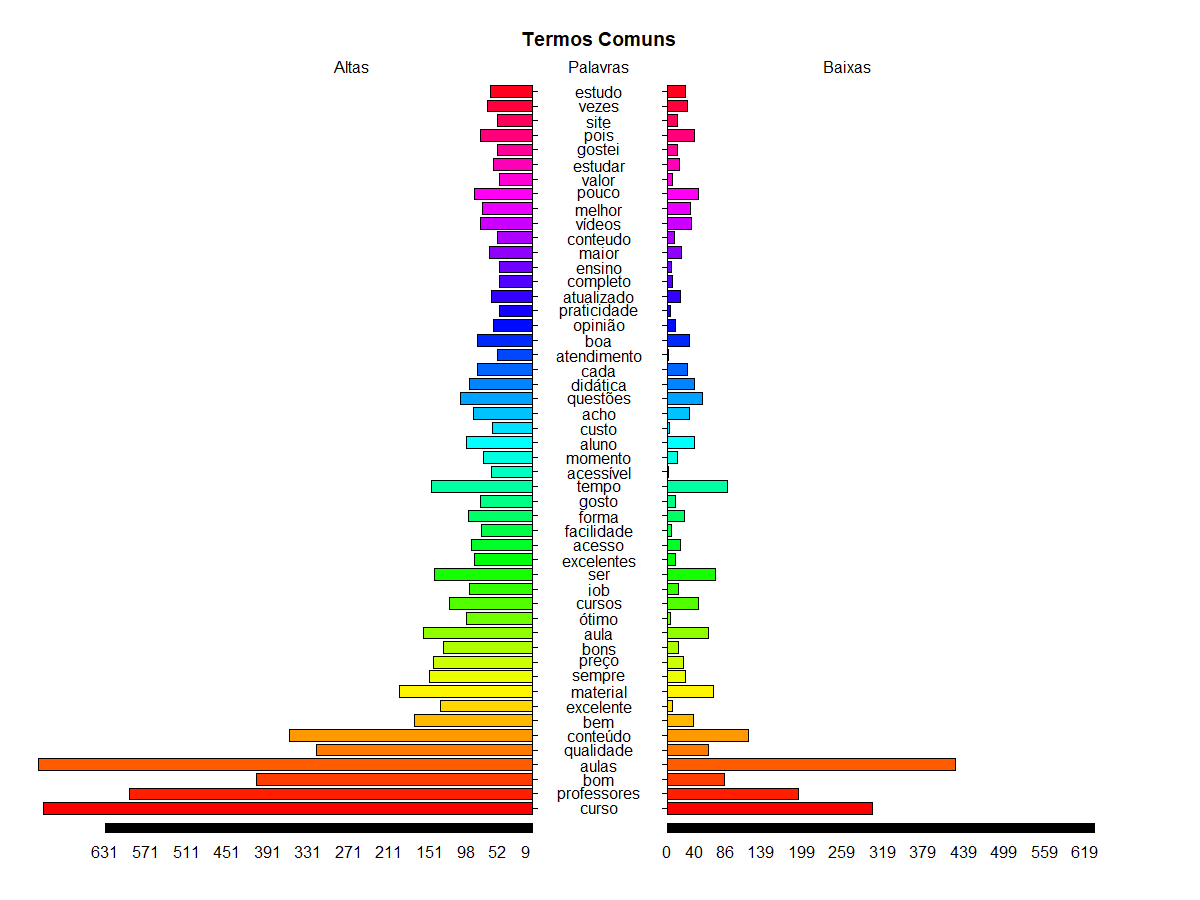 Termos Comuns
Altas Palavras Baixas
estudo
vezes
site
pois
gostei
estudar
valor
pouco
melhor
vídeos
conteudo
maior
ensino
completo
atualizado
praticidade
opinião
boa
atendimento
cada
didática
questões
acho
custo
aluno
momento
acessível
tempo
gosto
forma
facilidade
acesso
excelentes
ser
iob
cursos
ótimo
aula
bons
preço
sempre
material
excelente
bem
conteúdo
qualidade
aulas
bom
professores
curso
631 571 511 451 391 331 271 211 151 98 52 9 0 40 86 139 199 259 319 379 439 499 559 619